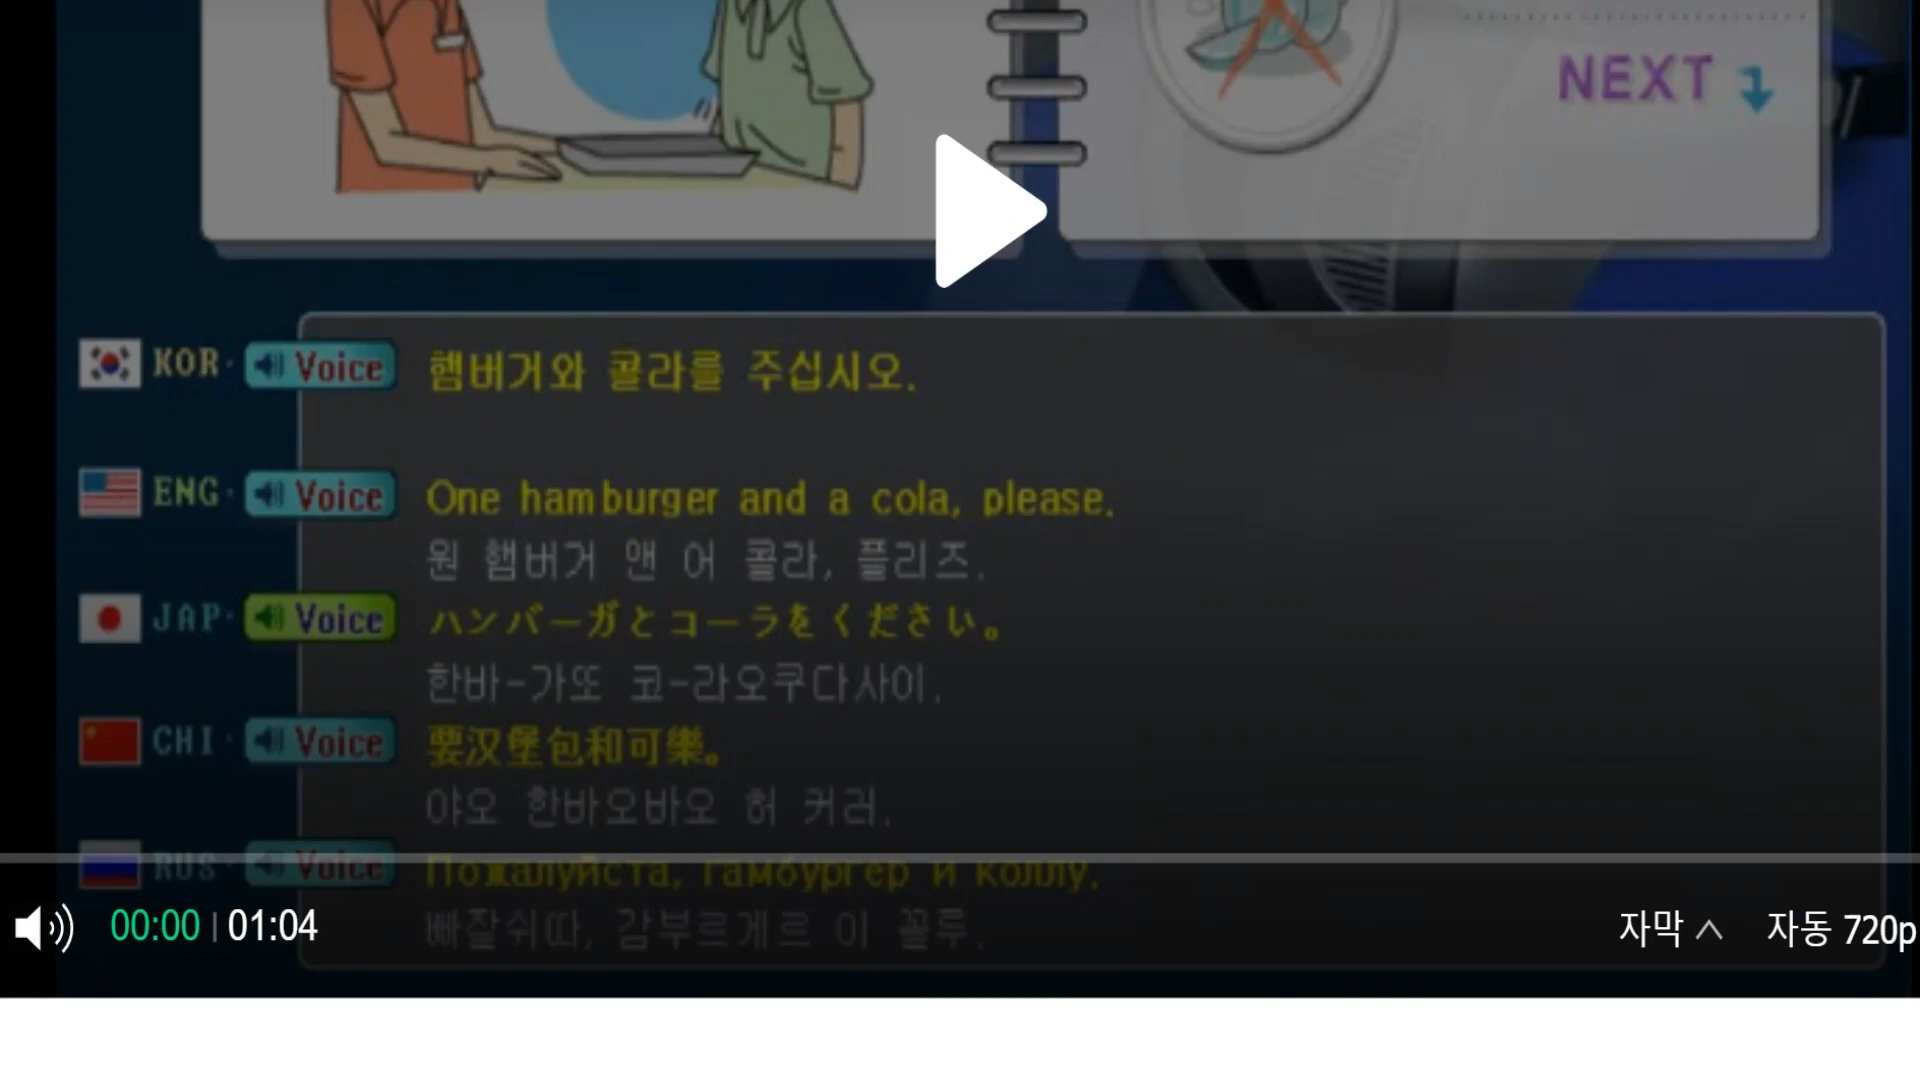 NEXT
KOR · Voice 햄버거와 콜라를 주십시오.
ENG · Voice One hamburger and a cola, please.
원 햄버거 앤 어 콜라, 플리즈.
JAP · Voice ハンバーガとコーラをください。
한바-가또 코-라오쿠다사이.
CHI · Voice 要汉堡包和可樂。
야오 한바오바오 허 커러.
RUS · Voice Пожалуйста, гамбургер и коллу.
빠잘쉬따, 감부르게르 이 꼴루.
00:00 | 01:04 자막 자동 720p